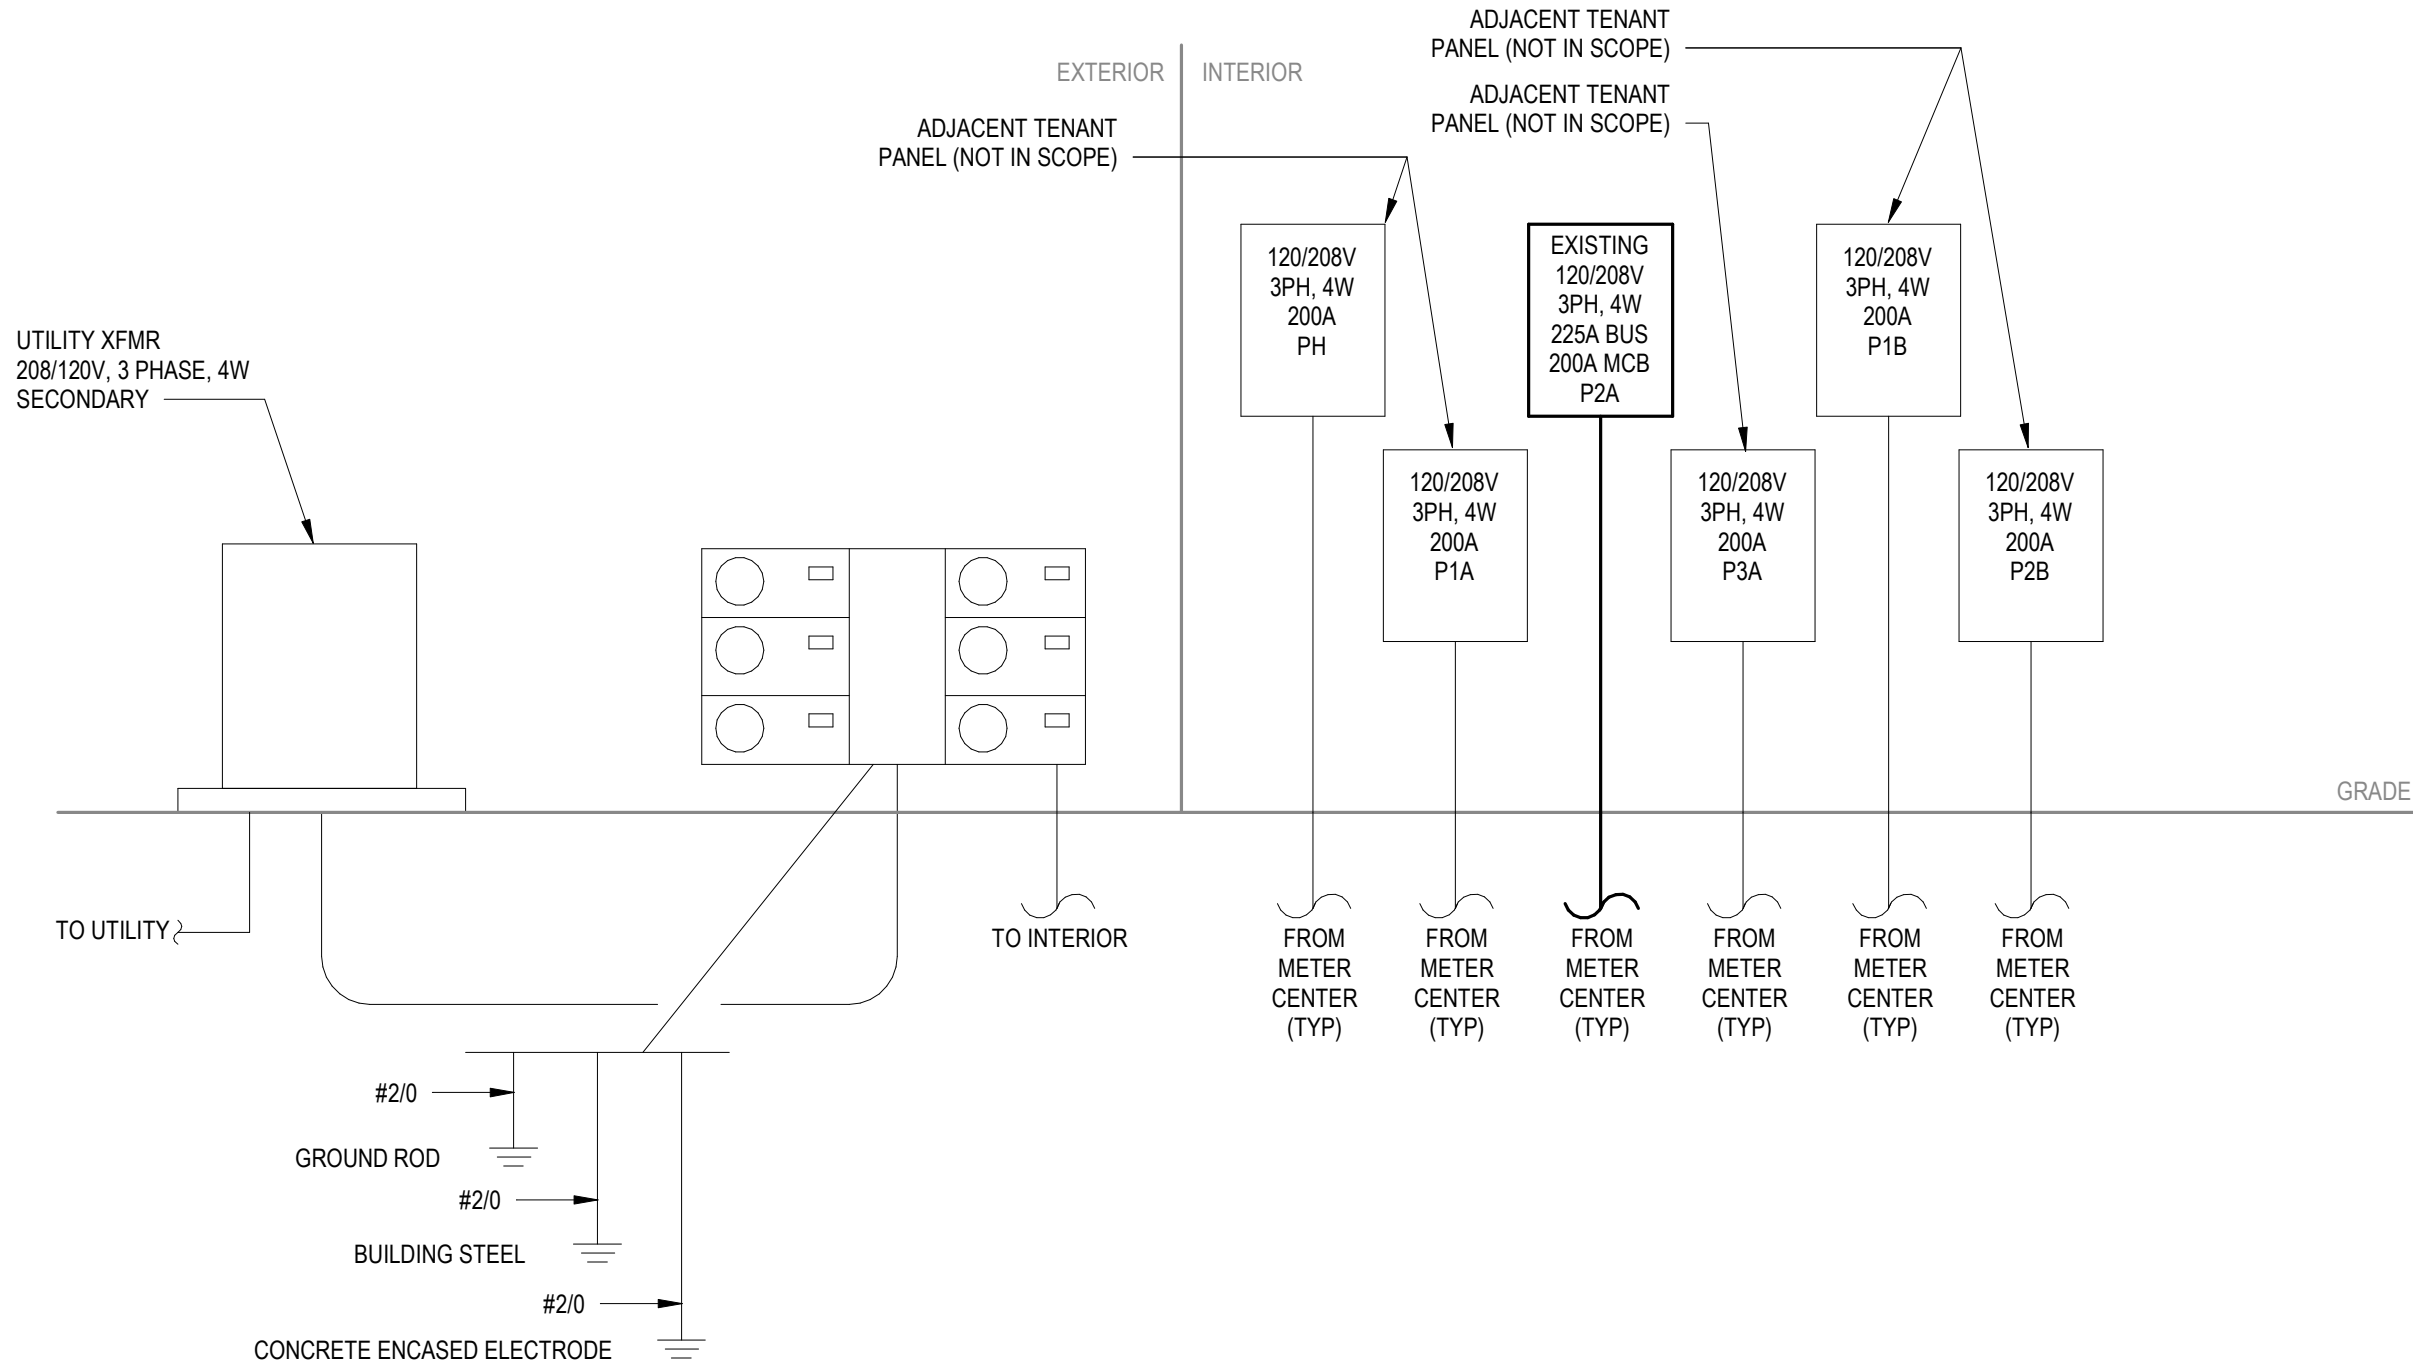 ADJACENT TENANT
PANEL (NOT IN SCOPE)
EXTERIOR
INTERIOR
ADJACENT TENANT
PANEL (NOT IN SCOPE)
ADJACENT TENANT
PANEL (NOT IN SCOPE)
120/208V
3PH, 4W
200A
PH
EXISTING
120/208V
3PH, 4W
225A BUS
200A MCB
P2A
120/208V
3PH, 4W
200A
P1B
UTILITY XFMR
208/120V, 3 PHASE, 4W
SECONDARY
120/208V
3PH, 4W
200A
P1A
120/208V
3PH, 4W
200A
P3A
120/208V
3PH, 4W
200A
P2B
GRADE
TO UTILITY
TO INTERIOR
FROM
METER
CENTER
(TYP)
FROM
METER
CENTER
(TYP)
FROM
METER
CENTER
(TYP)
FROM
METER
CENTER
(TYP)
FROM
METER
CENTER
(TYP)
FROM
METER
CENTER
(TYP)
#2/0
GROUND ROD
#2/0
BUILDING STEEL
#2/0
CONCRETE ENCASED ELECTRODE